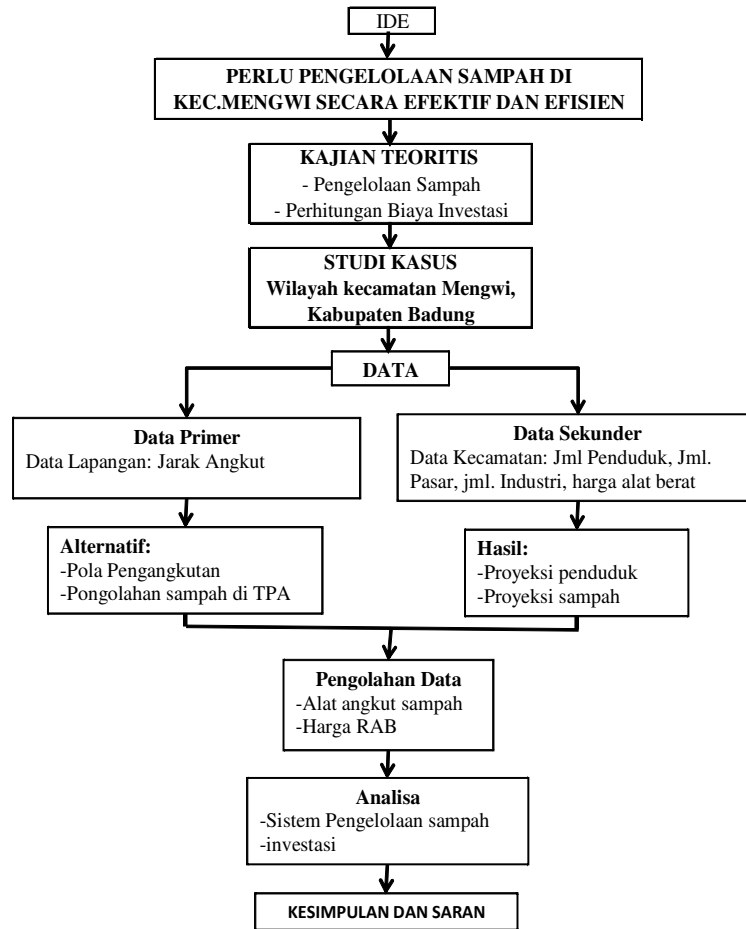 IDE
PERLU PENGELOLAAN SAMPAH DI
KEC.MENGWI SECARA EFEKTIF DAN EFISIEN
KAJIAN TEORITIS
- Pengelolaan Sampah
- Perhitungan Biaya Investasi
STUDI KASUS
Wilayah kecamatan Mengwi,
Kabupaten Badung
DATA
Data Primer
Data Lapangan: Jarak Angkut
Data Sekunder
Data Kecamatan: Jml Penduduk, Jml.
Pasar, jml. Industri, harga alat berat
Alternatif:
-Pola Pengangkutan
-Pongolahan sampah di TPA
Hasil:
-Proyeksi penduduk
-Proyeksi sampah
Pengolahan Data
-Alat angkut sampah
-Harga RAB
Analisa
-Sistem Pengelolaan sampah
-investasi
KESIMPULAN DAN SARAN